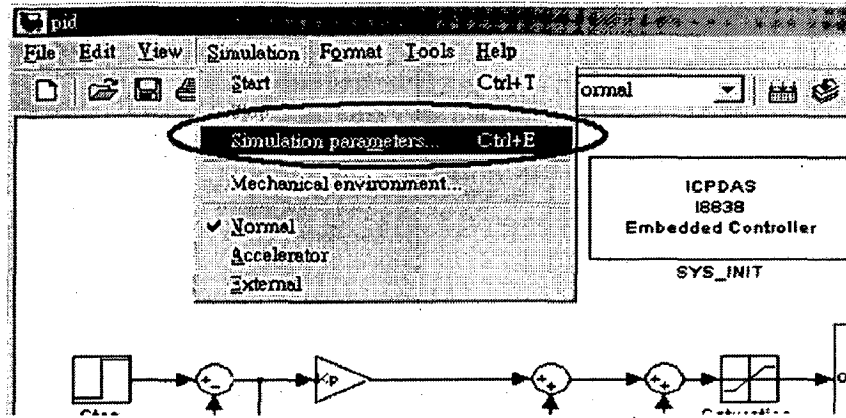 pid
File Edit View Simulation Format Tools Help
Start Ctrl+T
ormal
Simulation parameters... Ctrl+E
Mechanical environment...
Normal
Accelerator
External
ICPDAS
I8838
Embedded Controller
SYS_INIT
Kp